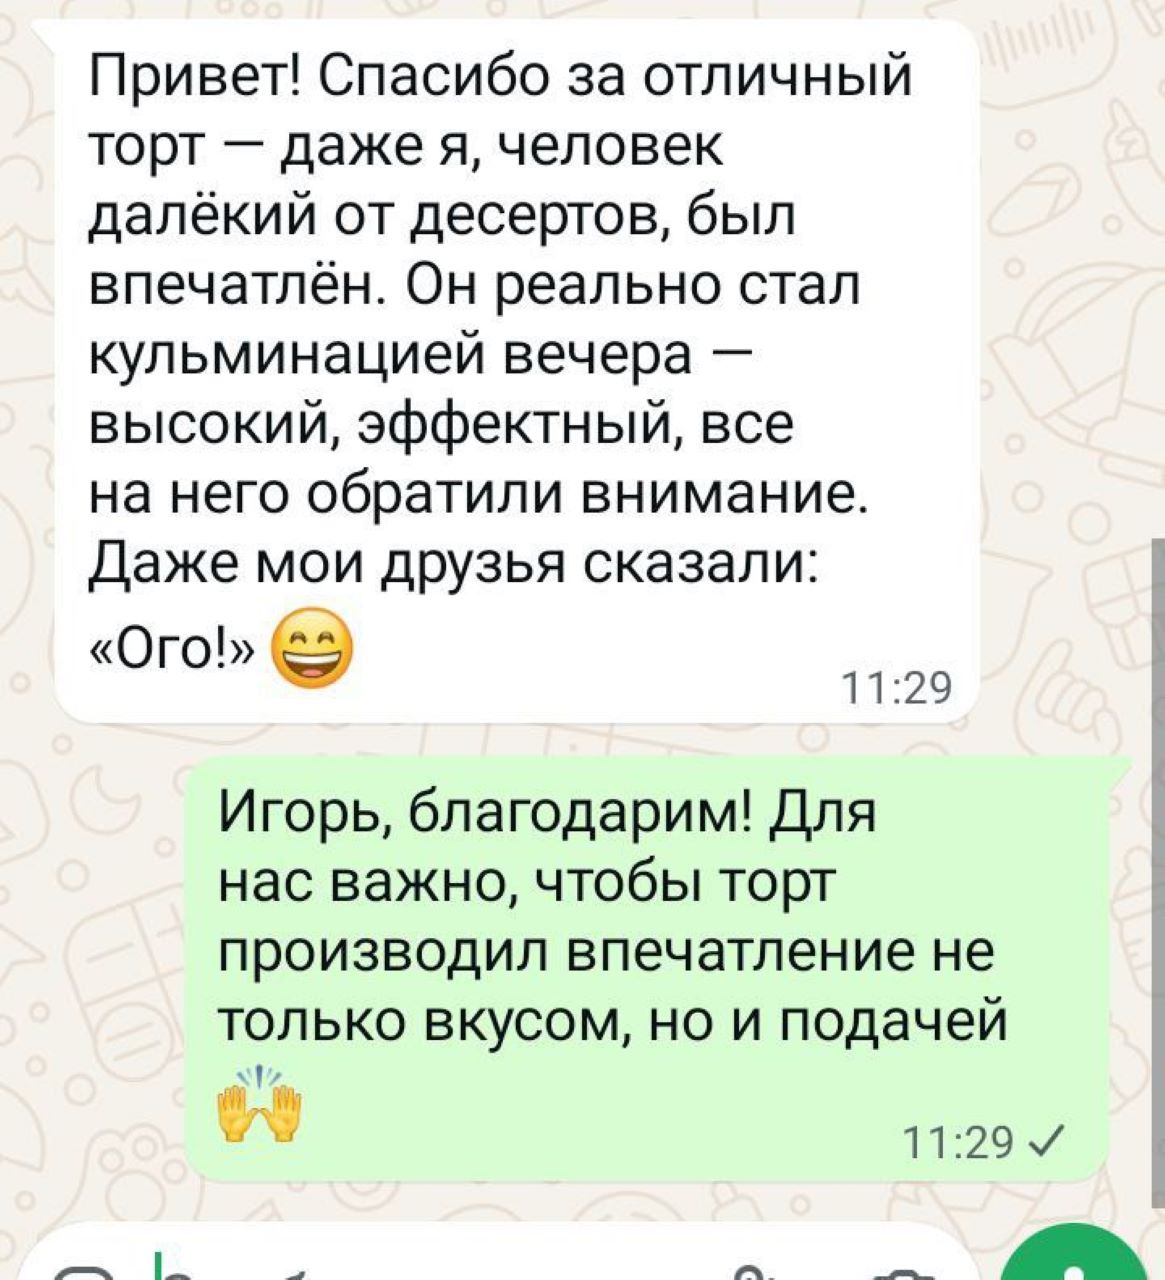 Привет! Спасибо за отличный
торт — даже я, человек
далёкий от десертов, был
впечатлён. Он реально стал
кульминацией вечера —
высокий, эффектный, все
на него обратили внимание.
Даже мои друзья сказали:
«Ого!» 😄
11:29
Игорь, благодарим! Для
нас важно, чтобы торт
производил впечатление не
только вкусом, но и подачей
🙌
11:29